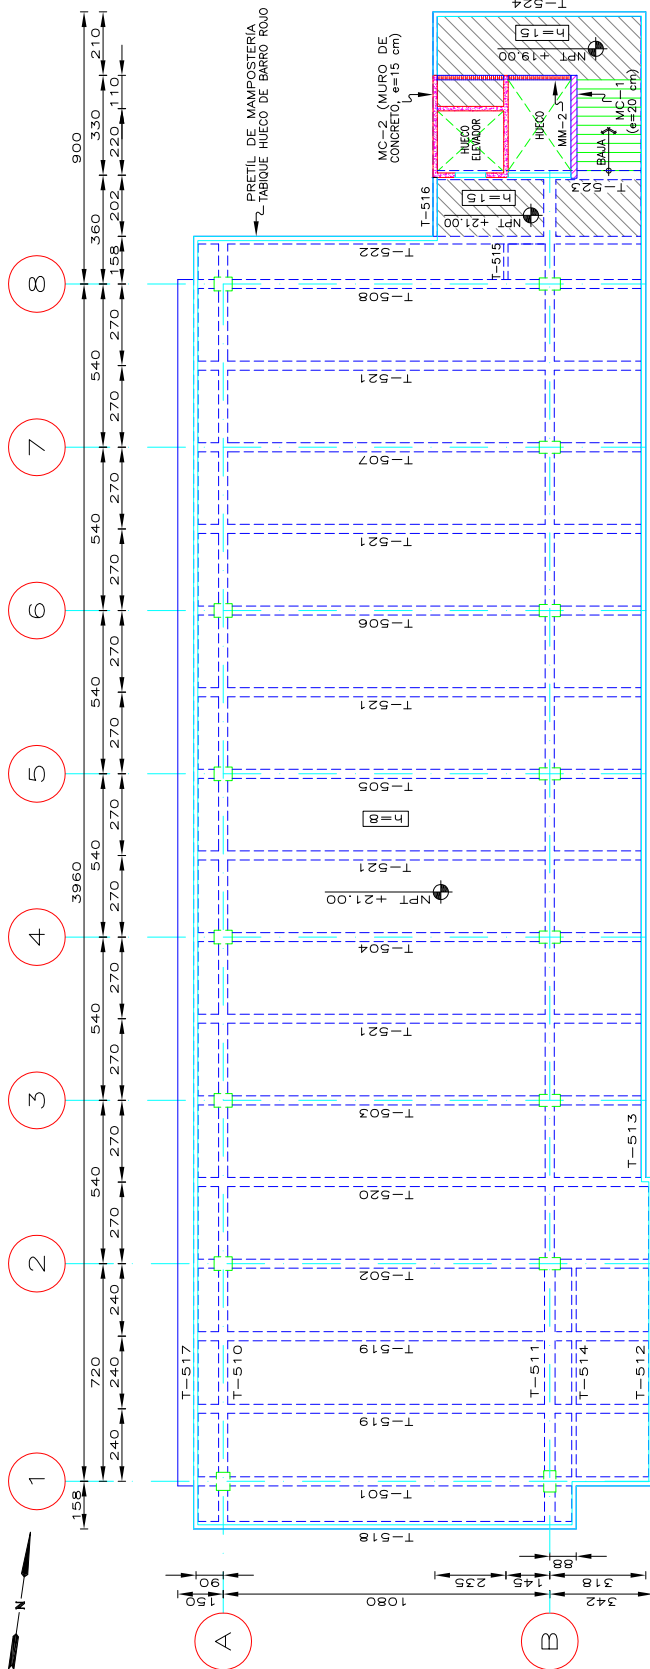 T-524
h=15
NPT +19.00
MC-2 (MURO DE
CONCRETO, e=15 cm)
PRETIL DE MAMPOSTERÍA
TABIQUE HUECO DE BARRO ROJO
HUECO
ELEVADOR
HUECO
MM-2
BAJA
MC-1
(e=20 cm)
T-523
T-516
h=15
NPT +21.00
T-515
T-522
T-508
T-521
T-507
T-521
T-506
T-521
T-505
h=8
T-521
NPT +21.00
T-504
T-521
T-503
T-513
T-520
T-502
T-517
T-510
T-519
T-511
T-514
T-512
T-519
T-501
T-518
210
330
110
220
900
360
202
158
8
270
540
270
7
270
540
270
6
270
540
270
5
270
540
270
3960
4
270
540
270
3
270
540
270
2
240
720
240
240
1
158
N
90
150
1080
235
145
88
318
342
A
B